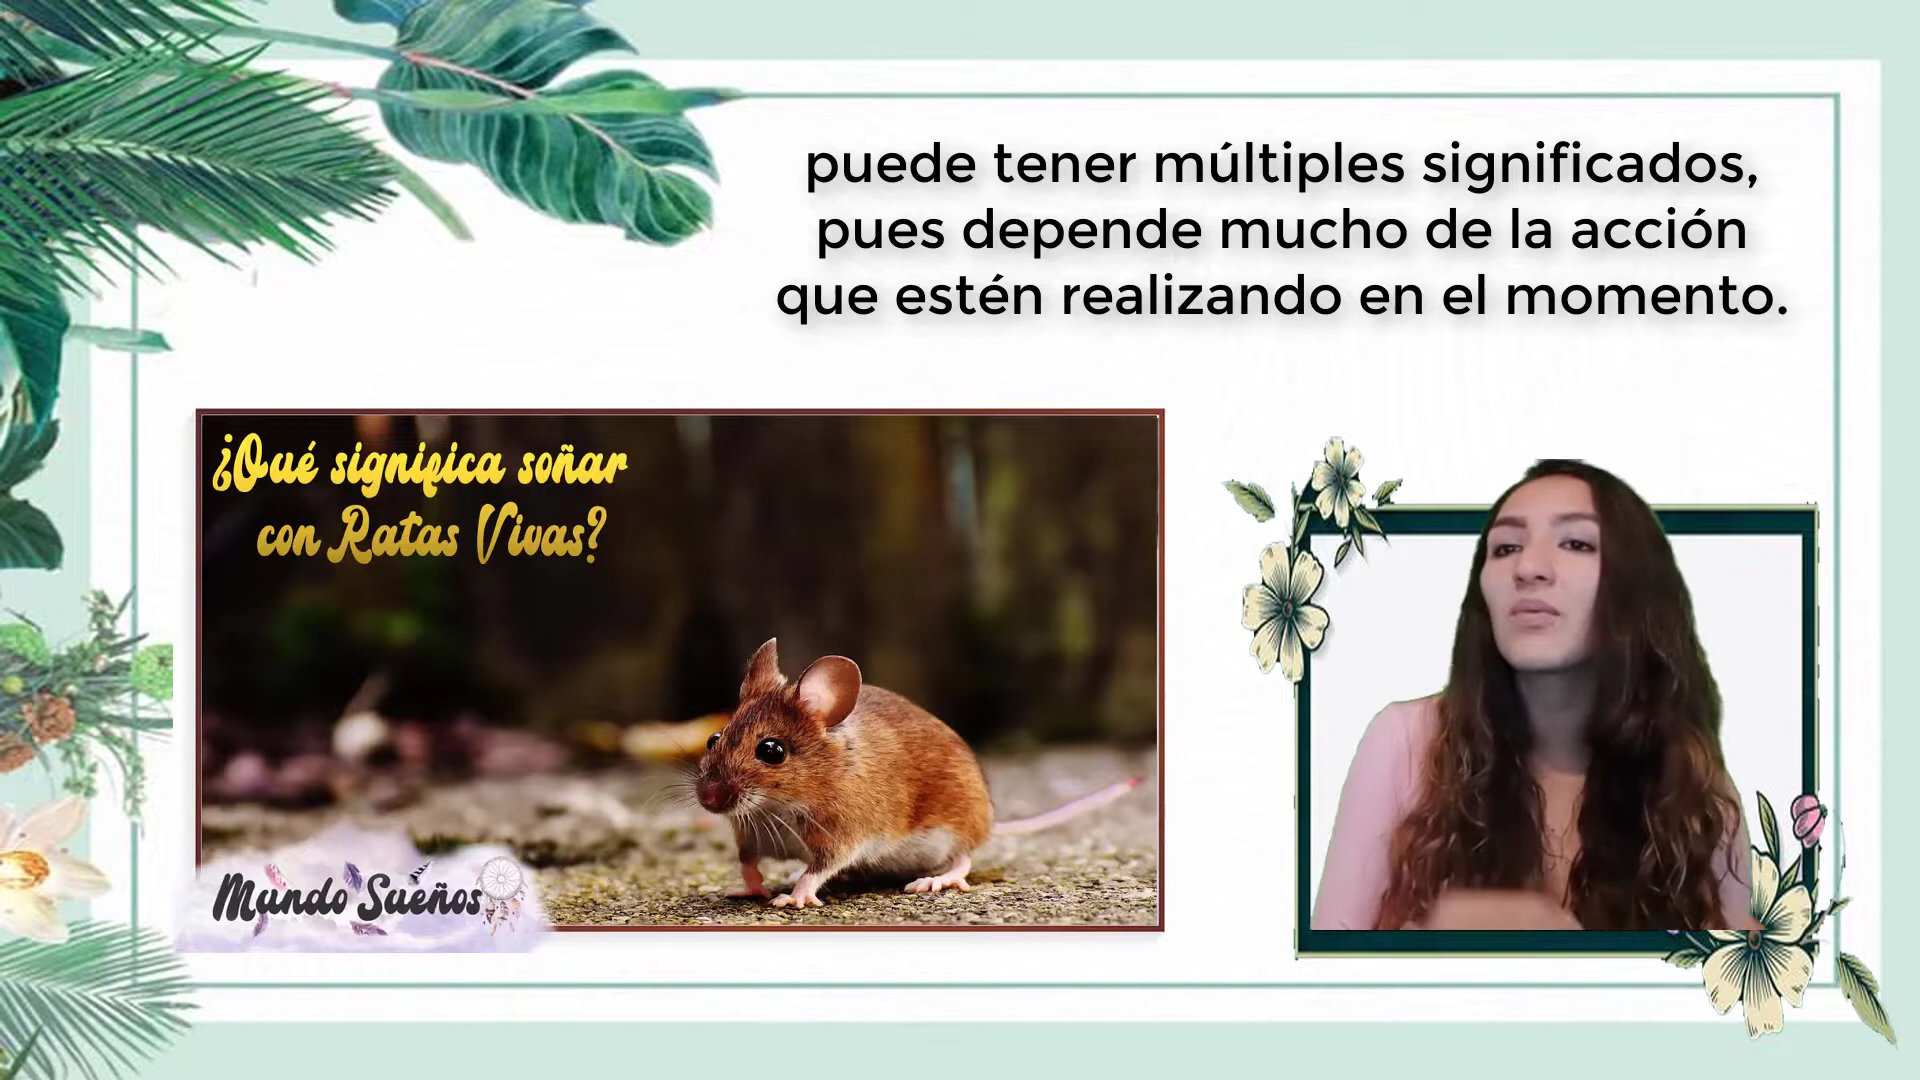 puede tener múltiples significados,
pues depende mucho de la acción
que estén realizando en el momento.
¿Qué significa soñar
con Ratas Vivas?
Mundo Sueños